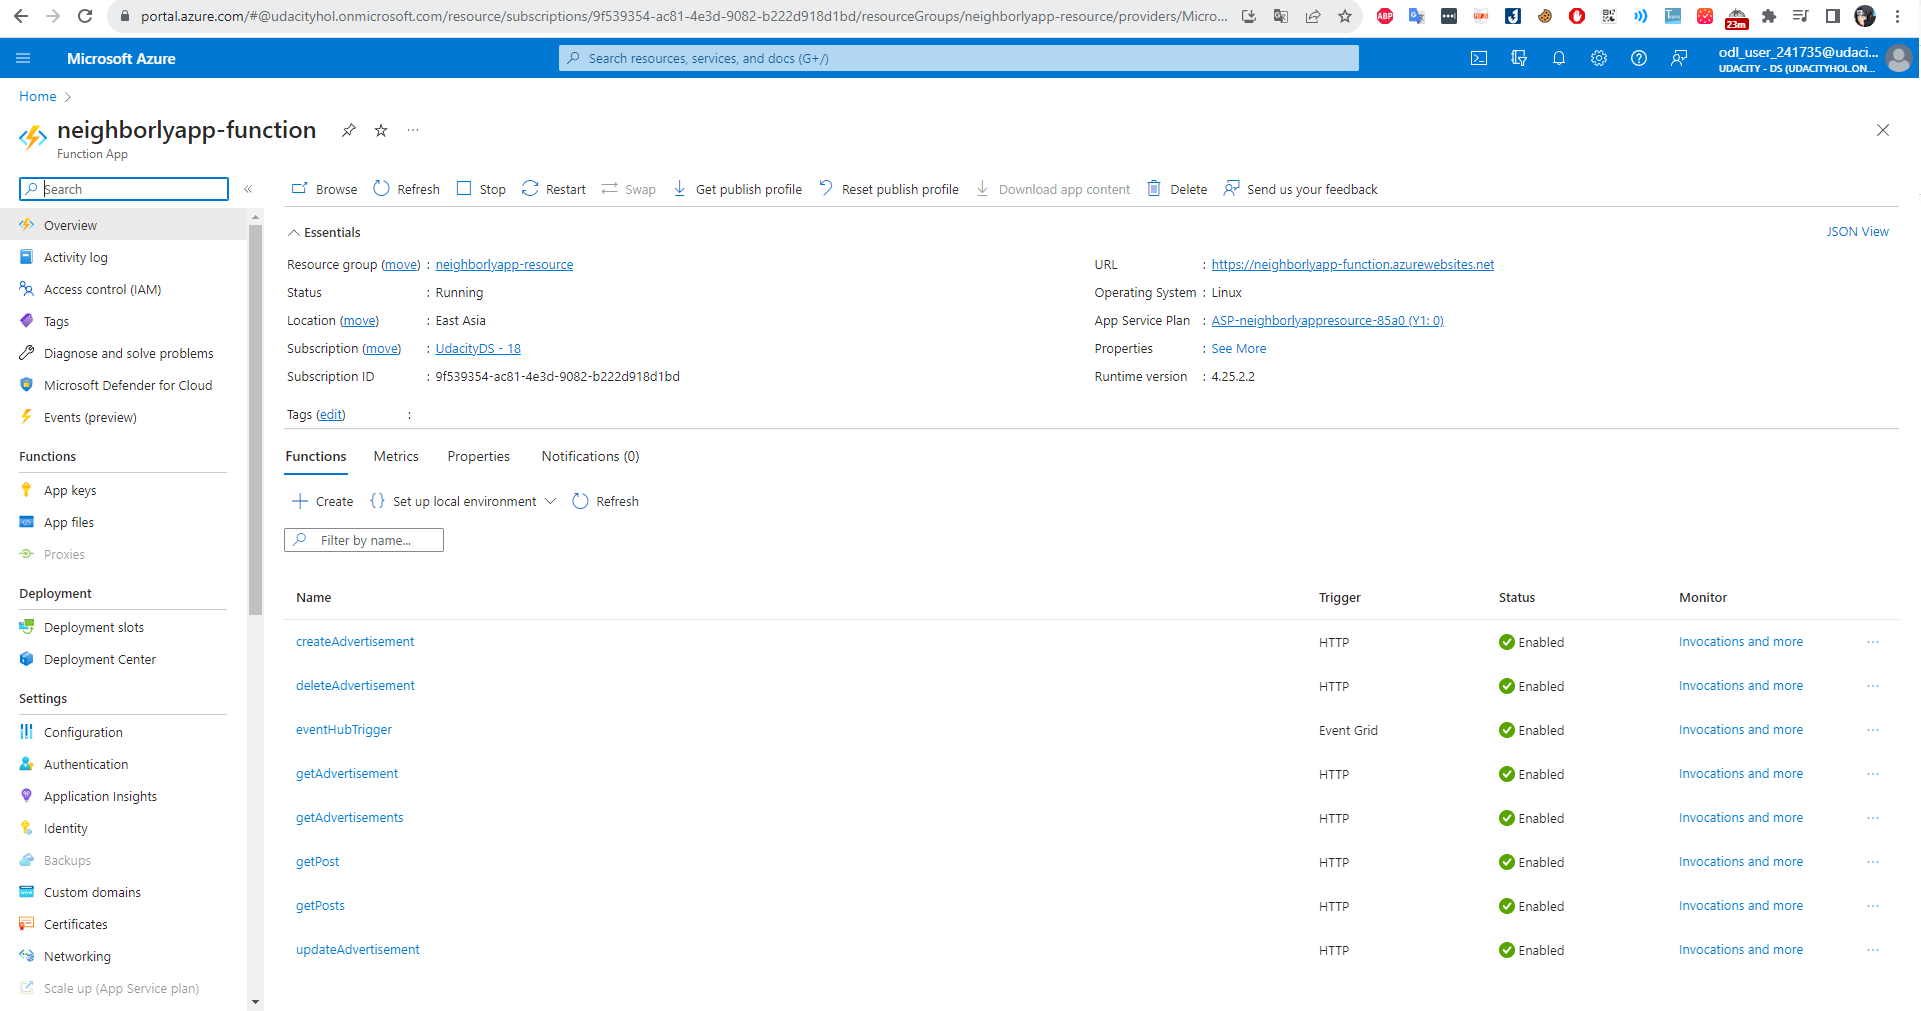 portal.azure.com/#@udacityhol.onmicrosoft.com/resource/subscriptions/9f539354-ac81-4e3d-9082-b222d918d1bd/resourceGroups/neighborlyapp-resource/providers/Micro...
ABP
23m
Microsoft Azure
Search resources, services, and docs (G+/)
odl_user_241735@udaci...
UDACITY - DS (UDACITYHOL.ON...
Home
neighborlyapp-function
Function App
Search
Browse Refresh Stop Restart Swap Get publish profile Reset publish profile Download app content Delete Send us your feedback
Overview
Activity log
Access control (IAM)
Tags
Diagnose and solve problems
Microsoft Defender for Cloud
Events (preview)
Functions
App keys
App files
Proxies
Deployment
Deployment slots
Deployment Center
Settings
Configuration
Authentication
Application Insights
Identity
Backups
Custom domains
Certificates
Networking
Scale up (App Service plan)
Essentials
JSON View
Resource group (move) : neighborlyapp-resource
Status : Running
Location (move) : East Asia
Subscription (move) : UdacityDS - 18
Subscription ID : 9f539354-ac81-4e3d-9082-b222d918d1bd
Tags (edit) :
URL : https://neighborlyapp-function.azurewebsites.net
Operating System : Linux
App Service Plan : ASP-neighborlyappresource-85a0 (Y1: 0)
Properties : See More
Runtime version : 4.25.2.2
Functions Metrics Properties Notifications (0)
Create Set up local environment Refresh
Filter by name...
Name Trigger Status Monitor
createAdvertisement HTTP Enabled Invocations and more ...
deleteAdvertisement HTTP Enabled Invocations and more ...
eventHubTrigger Event Grid Enabled Invocations and more ...
getAdvertisement HTTP Enabled Invocations and more ...
getAdvertisements HTTP Enabled Invocations and more ...
getPost HTTP Enabled Invocations and more ...
getPosts HTTP Enabled Invocations and more ...
updateAdvertisement HTTP Enabled Invocations and more ...